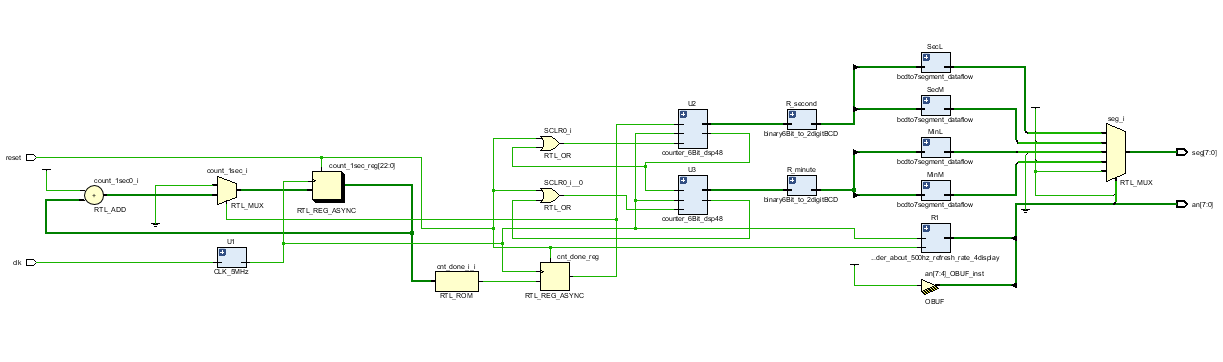 SecL
bcdto7segment_dataflow
SecM
bcdto7segment_dataflow
U2
counter_6Bit_dsp48
R_second
binary6Bit_to_2digitBCD
seg_i
RTL_MUX
seg[7:0]
MinL
bcdto7segment_dataflow
SCLR0_i
RTL_OR
reset
count_1sec_i
RTL_MUX
count_1sec_reg[22:0]
RTL_REG_ASYNC
count_1sec0_i
RTL_ADD
SCLR0_i__0
RTL_OR
U3
counter_6Bit_dsp48
R_minute
binary6Bit_to_2digitBCD
MinM
bcdto7segment_dataflow
an[7:0]
R1
...der_about_500hz_refresh_rate_4display
U1
CLK_5MHz
clk
cnt_done_i_i
RTL_ROM
cnt_done_reg
RTL_REG_ASYNC
an[7:4]_OBUF_inst
OBUF